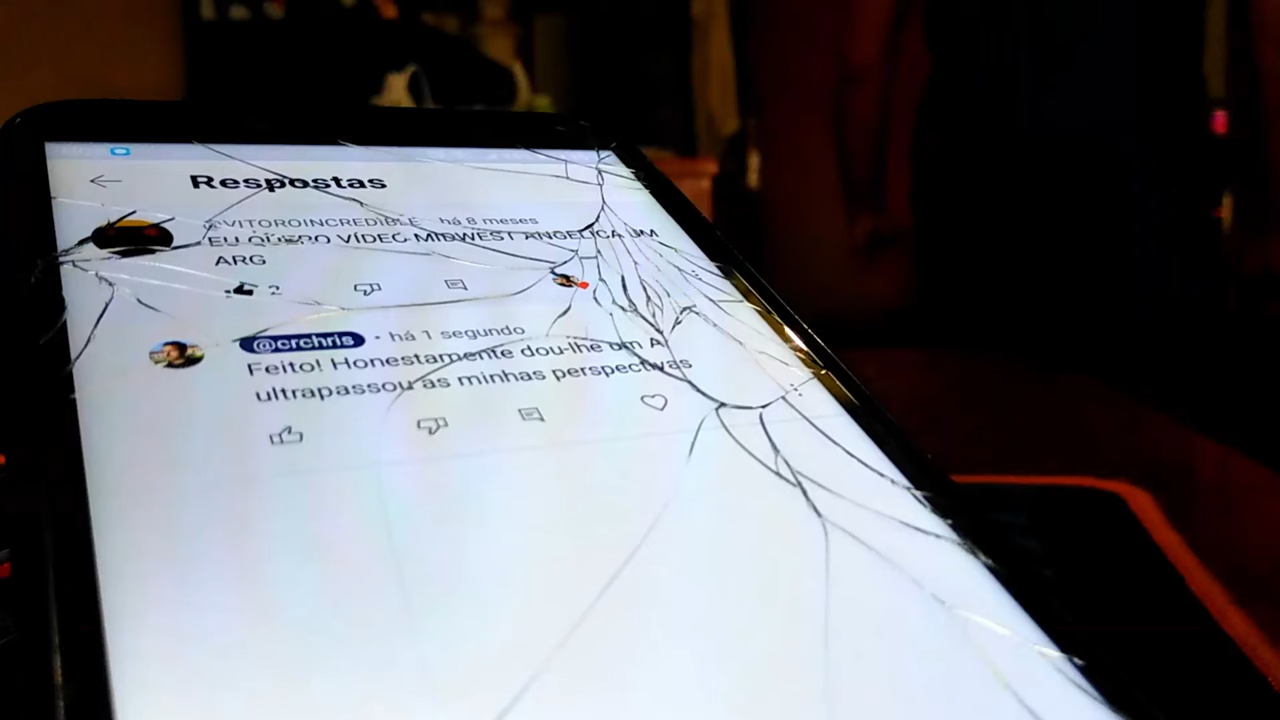 Respostas
@VITOROINCREDIBLE · há 8 meses
EU QUERO VÍDEO MIDWEST ANGELICA UM
ARG
2
@crchris · há 1 segundo
Feito! Honestamente dou-lhe um A
ultrapassou as minhas perspectivas